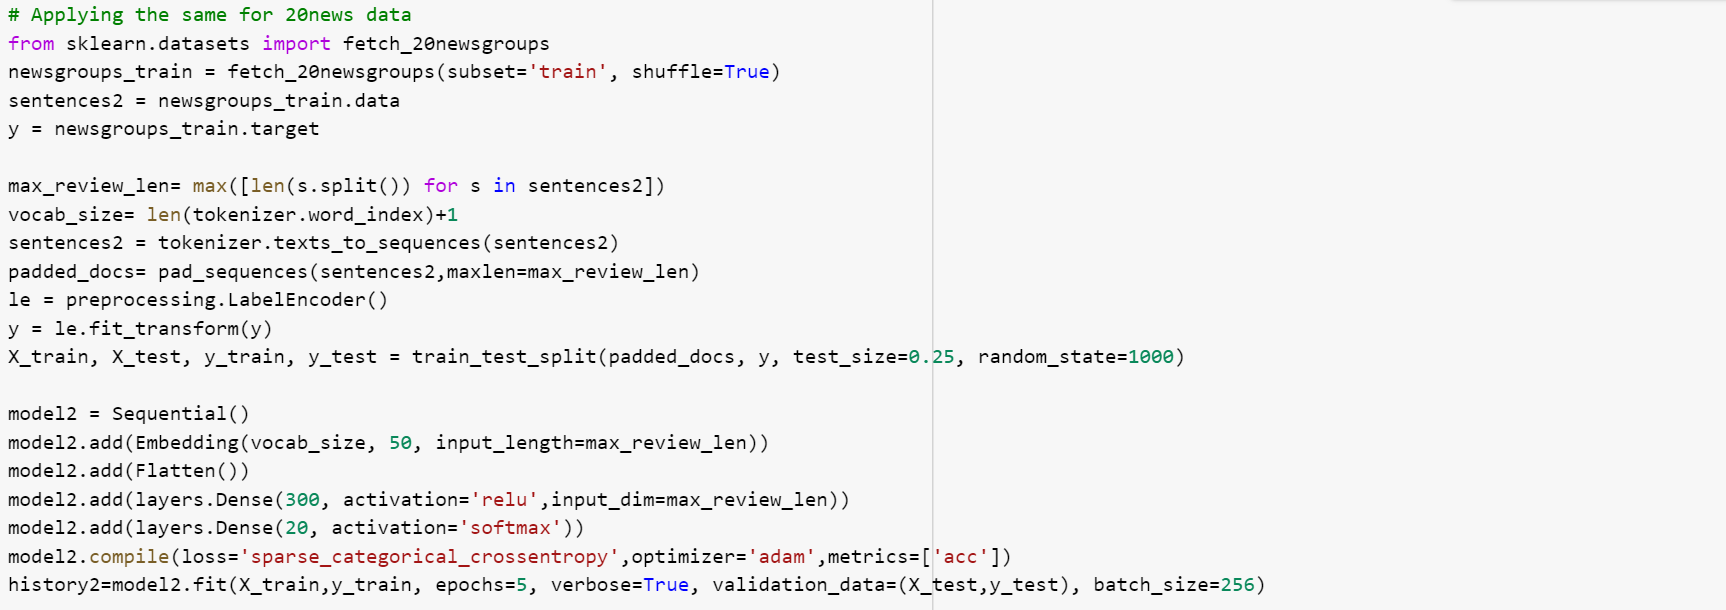 # Applying the same for 20news data
from sklearn.datasets import fetch_20newsgroups
newsgroups_train = fetch_20newsgroups(subset='train', shuffle=True)
sentences2 = newsgroups_train.data
y = newsgroups_train.target

max_review_len= max([len(s.split()) for s in sentences2])
vocab_size= len(tokenizer.word_index)+1
sentences2 = tokenizer.texts_to_sequences(sentences2)
padded_docs= pad_sequences(sentences2,maxlen=max_review_len)
le = preprocessing.LabelEncoder()
y = le.fit_transform(y)
X_train, X_test, y_train, y_test = train_test_split(padded_docs, y, test_size=0.25, random_state=1000)

model2 = Sequential()
model2.add(Embedding(vocab_size, 50, input_length=max_review_len))
model2.add(Flatten())
model2.add(layers.Dense(300, activation='relu',input_dim=max_review_len))
model2.add(layers.Dense(20, activation='softmax'))
model2.compile(loss='sparse_categorical_crossentropy',optimizer='adam',metrics=['acc'])
history2=model2.fit(X_train,y_train, epochs=5, verbose=True, validation_data=(X_test,y_test), batch_size=256)